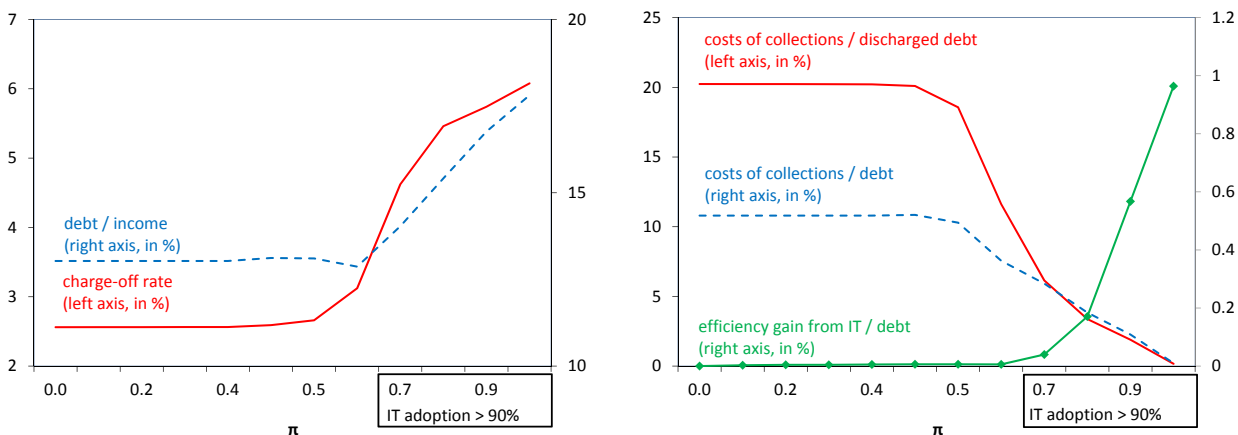 7
6
5
4
3
2
20
15
10
debt / income
(right axis, in %)
charge-off rate
(left axis, in %)
0.0 0.2 0.4 0.5 0.7 0.9
IT adoption > 90%
π
25
20
15
10
5
0
1.2
1
0.8
0.6
0.4
0.2
0
costs of collections / discharged debt
(left axis, in %)
costs of collections / debt
(right axis, in %)
efficiency gain from IT / debt
(right axis, in %)
0.0 0.2 0.4 0.5 0.7 0.9
IT adoption > 90%
π